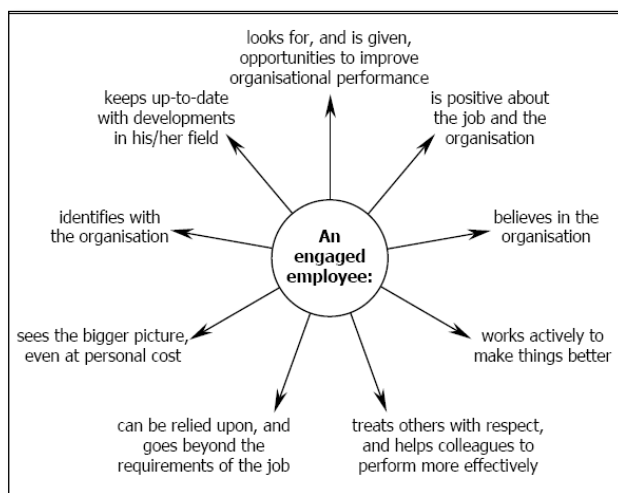 looks for, and is given,
opportunities to improve
organisational performance
keeps up-to-date
with developments
in his/her field
is positive about
the job and the
organisation
identifies with
the organisation
An
engaged
employee:
believes in the
organisation
sees the bigger picture,
even at personal cost
works actively to
make things better
can be relied upon, and
goes beyond the
requirements of the job
treats others with respect,
and helps colleagues to
perform more effectively